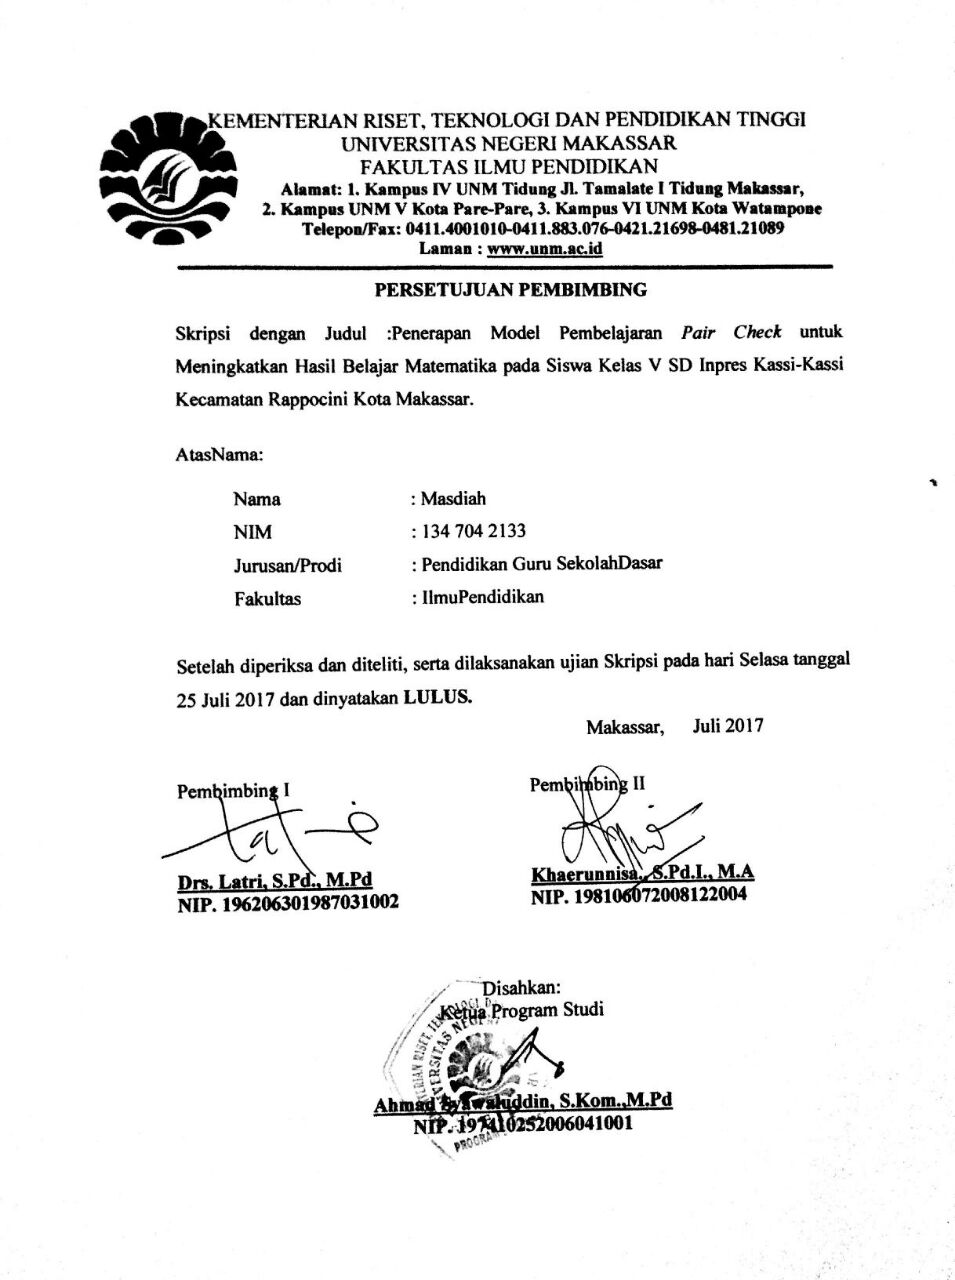 KEMENTERIAN RISET, TEKNOLOGI DAN PENDIDIKAN TINGGI
UNIVERSITAS NEGERI MAKASSAR
FAKULTAS ILMU PENDIDIKAN
Alamat: 1. Kampus IV UNM Tidung Jl. Tamalate I Tidung Makassar,
2. Kampus UNM V Kota Pare-Pare, 3. Kampus VI UNM Kota Watampone
Telepon/Fax: 0411.4001010-0411.883.076-0421.21698-0481.21089
Laman : www.unm.ac.id
PERSETUJUAN PEMBIMBING
Skripsi dengan Judul :Penerapan Model Pembelajaran Pair Check untuk
Meningkatkan Hasil Belajar Matematika pada Siswa Kelas V SD Inpres Kassi-Kassi
Kecamatan Rappocini Kota Makassar.
AtasNama:
Nama : Masdiah
NIM : 134 704 2133
Jurusan/Prodi : Pendidikan Guru SekolahDasar
Fakultas : IlmuPendidikan
Setelah diperiksa dan diteliti, serta dilaksanakan ujian Skripsi pada hari Selasa tanggal
25 Juli 2017 dan dinyatakan LULUS.
Makassar, Juli 2017
Pembimbing I Pembimbing II
Drs. Latri, S.Pd., M.Pd Khaerunnisa., S.Pd.I., M.A
NIP. 196206301987031002 NIP. 198106072008122004
Disahkan:
Ketua Program Studi
Ahmad Syawaluddin, S.Kom.,M.Pd
NIP. 197410252006041001